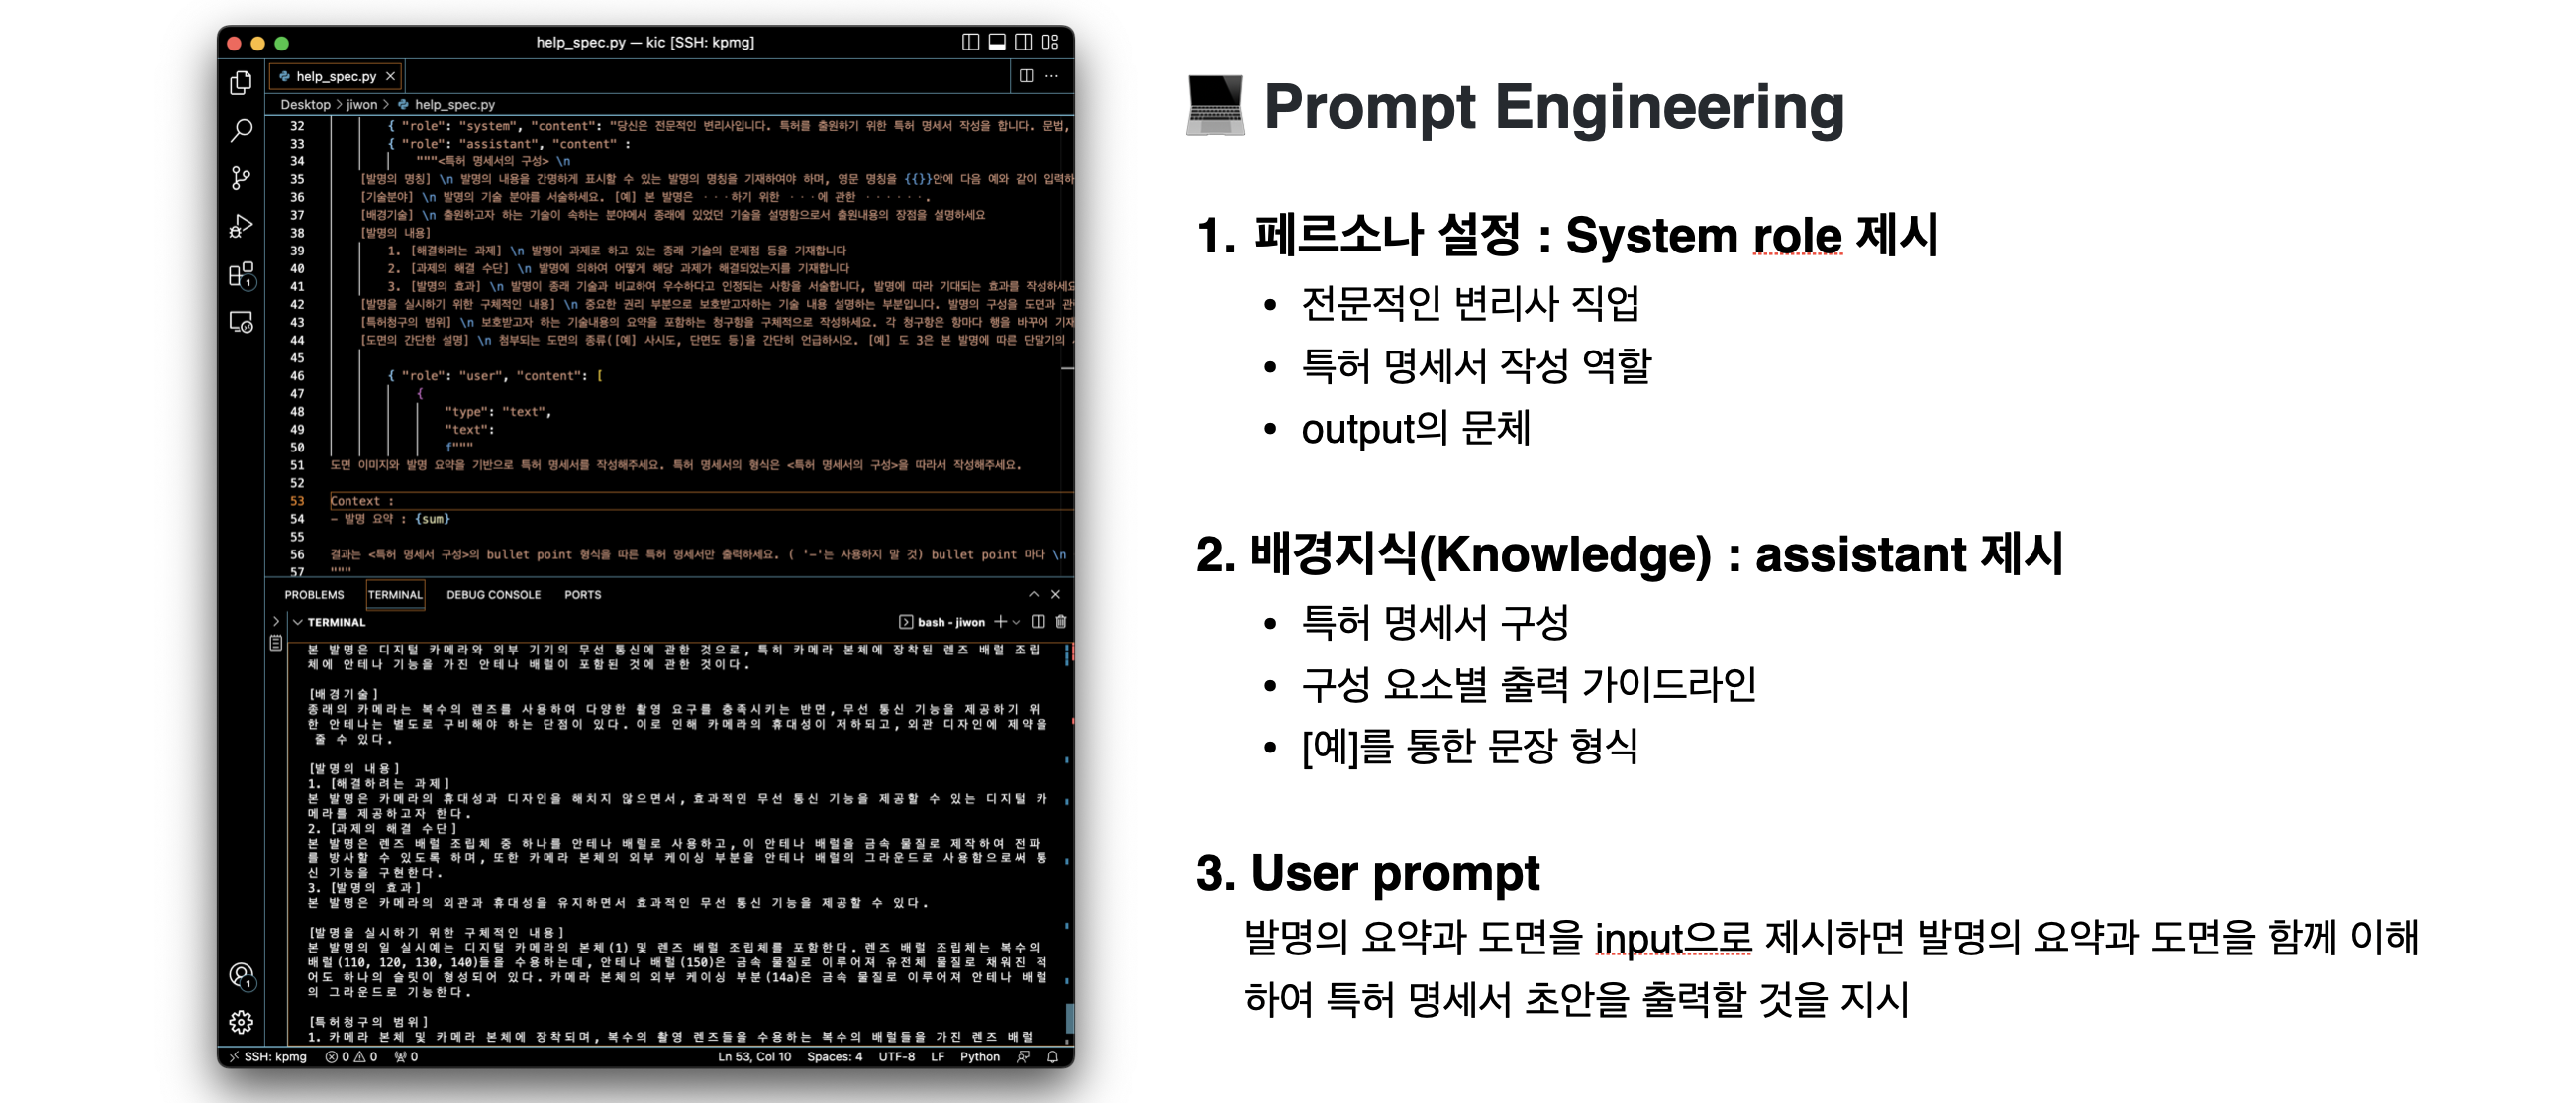 help_spec.py — kic [SSH: kpmg]
help_spec.py
Desktop > jiwon > help_spec.py
32 { "role": "system", "content": "당신은 전문적인 변리사입니다. 특허를 출원하기 위한 특허 명세서 작성을 합니다. 문법,
33 { "role": "assistant", "content" :
34 """<특허 명세서의 구성> \n
35 [발명의 명칭] \n 발명의 내용을 간명하게 표시할 수 있는 발명의 명칭을 기재하여야 하며, 영문 명칭을 {{}}안에 다음 예와 같이 입력하
36 [기술분야] \n 발명의 기술 분야를 서술하세요. [예] 본 발명은 ···하기 위한 ···에 관한 ······.
37 [배경기술] \n 출원하고자 하는 기술이 속하는 분야에서 종래에 있었던 기술을 설명함으로서 출원내용의 장점을 설명하세요
38 [발명의 내용]
39 1. [해결하려는 과제] \n 발명이 과제로 하고 있는 종래 기술의 문제점 등을 기재합니다
40 2. [과제의 해결 수단] \n 발명에 의하여 어떻게 해당 과제가 해결되었는지를 기재합니다
41 3. [발명의 효과] \n 발명이 종래 기술과 비교하여 우수하다고 인정되는 사항을 서술합니다, 발명에 따라 기대되는 효과를 작성하세요
42 [발명을 실시하기 위한 구체적인 내용] \n 중요한 권리 부분으로 보호받고자하는 기술 내용 설명하는 부분입니다. 발명의 구성을 도면과 관
43 [특허청구의 범위] \n 보호받고자 하는 기술내용의 요약을 포함하는 청구항을 구체적으로 작성하세요. 각 청구항은 항마다 행을 바꾸어 기재
44 [도면의 간단한 설명] \n 첨부되는 도면의 종류([예] 사시도, 단면도 등)을 간단히 언급하시오. [예] 도 3은 본 발명에 따른 단말기의
45
46 { "role": "user", "content": [
47 {
48 "type": "text",
49 "text":
50 f"""
51 도면 이미지와 발명 요약을 기반으로 특허 명세서를 작성해주세요. 특허 명세서의 형식은 <특허 명세서의 구성>을 따라서 작성해주세요.
52
53 Context :
54 - 발명 요약 : {sum}
55
56 결과는 <특허 명세서 구성>의 bullet point 형식을 따른 특허 명세서만 출력하세요. ( '-'는 사용하지 말 것) bullet point 마다 \n
57 """
PROBLEMS TERMINAL DEBUG CONSOLE PORTS
TERMINAL
bash - jiwon
본 발명은 디지털 카메라와 외부 기기의 무선 통신에 관한 것으로, 특히 카메라 본체에 장착된 렌즈 배럴 조립
체에 안테나 기능을 가진 안테나 배럴이 포함된 것에 관한 것이다.
[배경기술]
종래의 카메라는 복수의 렌즈를 사용하여 다양한 촬영 요구를 충족시키는 반면, 무선 통신 기능을 제공하기 위
한 안테나는 별도로 구비해야 하는 단점이 있다. 이로 인해 카메라의 휴대성이 저하되고, 외관 디자인에 제약을
줄 수 있다.
[발명의 내용]
1. [해결하려는 과제]
본 발명은 카메라의 휴대성과 디자인을 해치지 않으면서, 효과적인 무선 통신 기능을 제공할 수 있는 디지털 카
메라를 제공하고자 한다.
2. [과제의 해결 수단]
본 발명은 렌즈 배럴 조립체 중 하나를 안테나 배럴로 사용하고, 이 안테나 배럴을 금속 물질로 제작하여 전파
를 방사할 수 있도록 하며, 또한 카메라 본체의 외부 케이싱 부분을 안테나 배럴의 그라운드로 사용함으로써 통
신 기능을 구현한다.
3. [발명의 효과]
본 발명은 카메라의 외관과 휴대성을 유지하면서 효과적인 무선 통신 기능을 제공할 수 있다.
[발명을 실시하기 위한 구체적인 내용]
본 발명의 일 실시예는 디지털 카메라의 본체(1) 및 렌즈 배럴 조립체를 포함한다. 렌즈 배럴 조립체는 복수의
배럴(110, 120, 130, 140)들을 수용하는데, 안테나 배럴(150)은 금속 물질로 이루어져 유전체 물질로 채워진 적
어도 하나의 슬릿이 형성되어 있다. 카메라 본체의 외부 케이싱 부분(14a)은 금속 물질로 이루어져 안테나 배럴
의 그라운드로 기능한다.
[특허청구의 범위]
1. 카메라 본체 및 카메라 본체에 장착되며, 복수의 촬영 렌즈들을 수용하는 복수의 배럴들을 가진 렌즈 배럴
SSH: kpmg 0 0 0 Ln 53, Col 10 Spaces: 4 UTF-8 LF Python
Prompt Engineering
1. 페르소나 설정 : System role 제시
• 전문적인 변리사 직업
• 특허 명세서 작성 역할
• output의 문체
2. 배경지식(Knowledge) : assistant 제시
• 특허 명세서 구성
• 구성 요소별 출력 가이드라인
• [예]를 통한 문장 형식
3. User prompt
발명의 요약과 도면을 input으로 제시하면 발명의 요약과 도면을 함께 이해
하여 특허 명세서 초안을 출력할 것을 지시